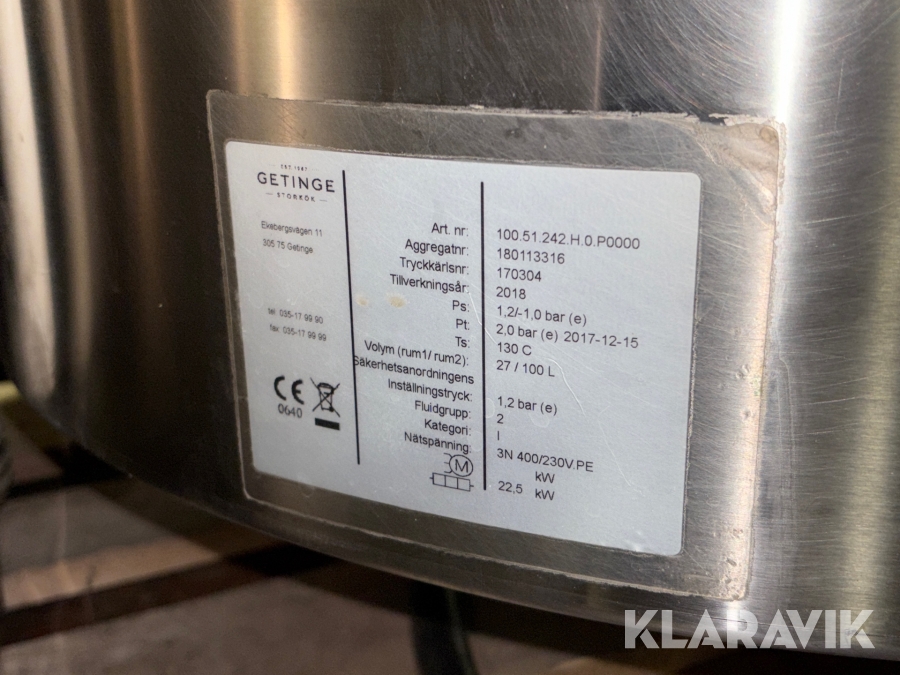 EST 1987
GETINGE
STORKÖK
Ekebergsvägen 11
305 75 Getinge
tel: 035-17 99 90
fax: 035-17 99 99
CE
0640
Art. nr: 100.51.242.H.0.P0000
Aggregatnr: 180113316
Tryckkärlsnr: 170304
Tillverkningsår: 2018
Ps: 1,2/-1,0 bar (e)
Pt: 2,0 bar (e) 2017-12-15
Ts: 130 C
Volym (rum1/ rum2): 27 / 100 L
Säkerhetsanordningens
Inställningstryck: 1,2 bar (e)
Fluidgrupp: 2
Kategori: I
Nätspänning: 3N 400/230V.PE
M kW
22,5 kW
KLARAVIK